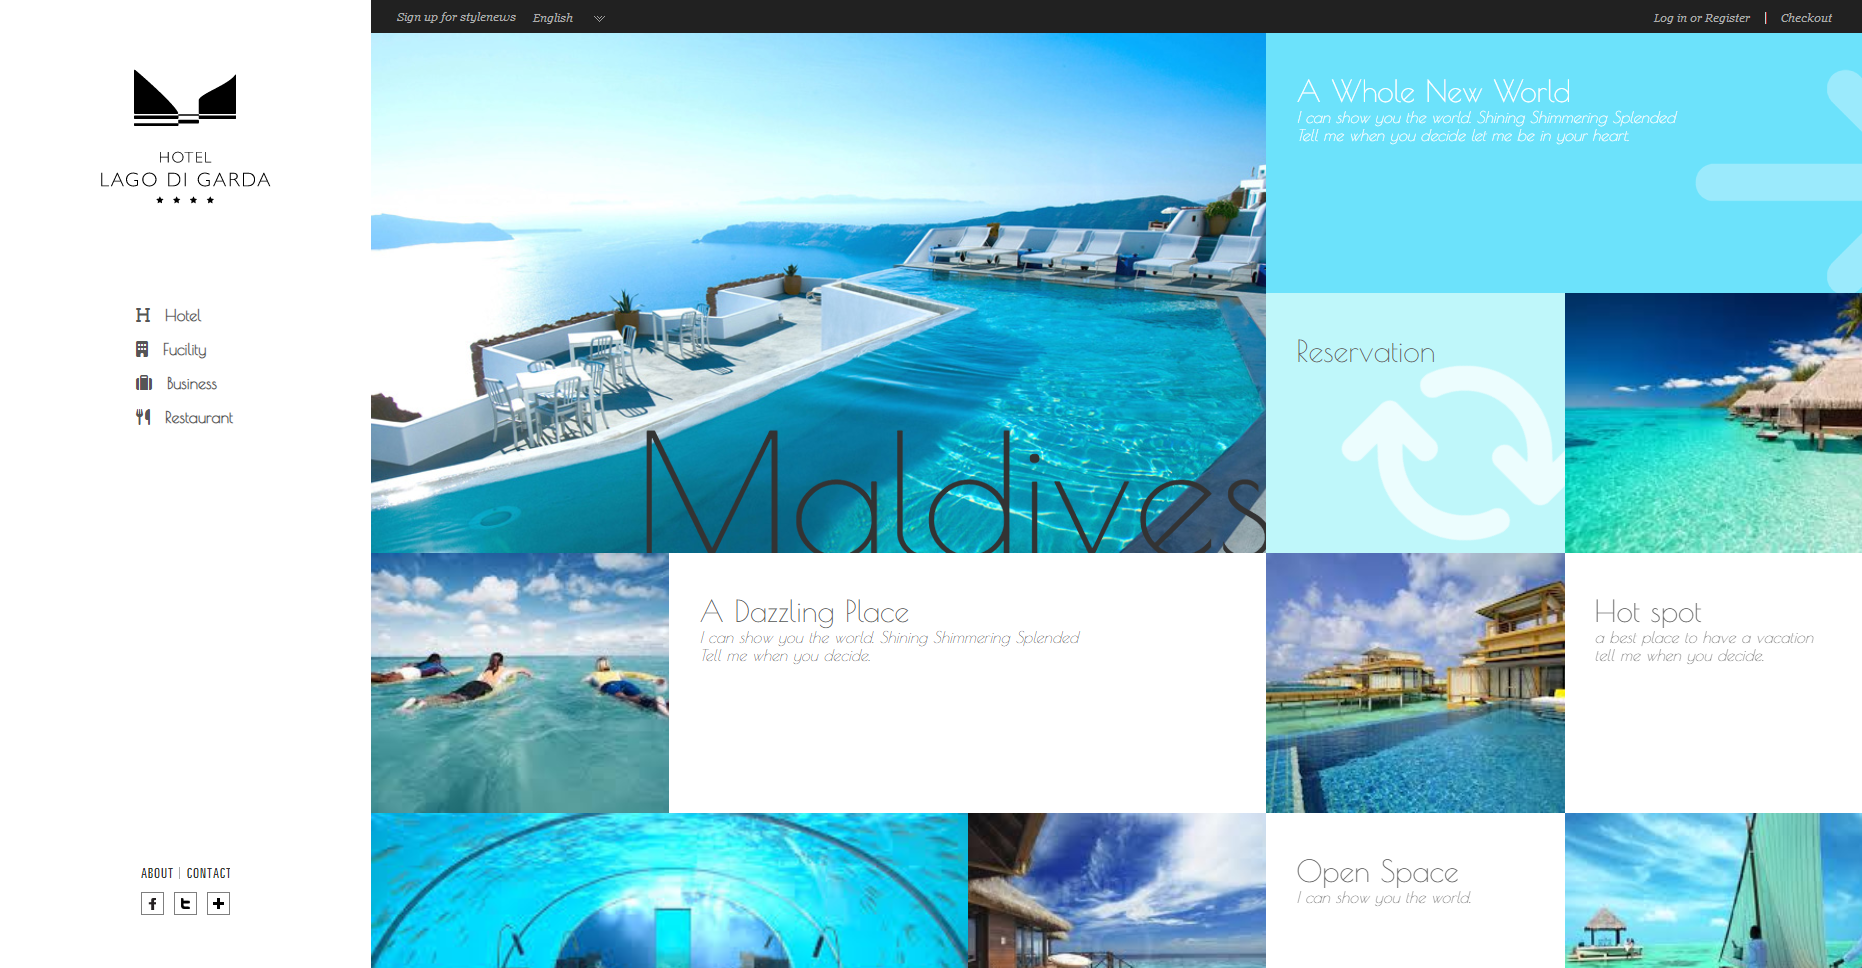 Sign up for stylenews English
Log in or Register | Checkout
HOTEL
LAGO DI GARDA
Hotel
Fucility
Business
Restaurant
ABOUT | CONTACT
Maldives
A Whole New World
I can show you the world. Shining Shimmering Splended
Tell me when you decide let me be in your heart.
Reservation
A Dazzling Place
I can show you the world. Shining Shimmering Splended
Tell me when you decide.
Hot spot
a best place to have a vacation
tell me when you decide.
Open Space
I can show you the world.